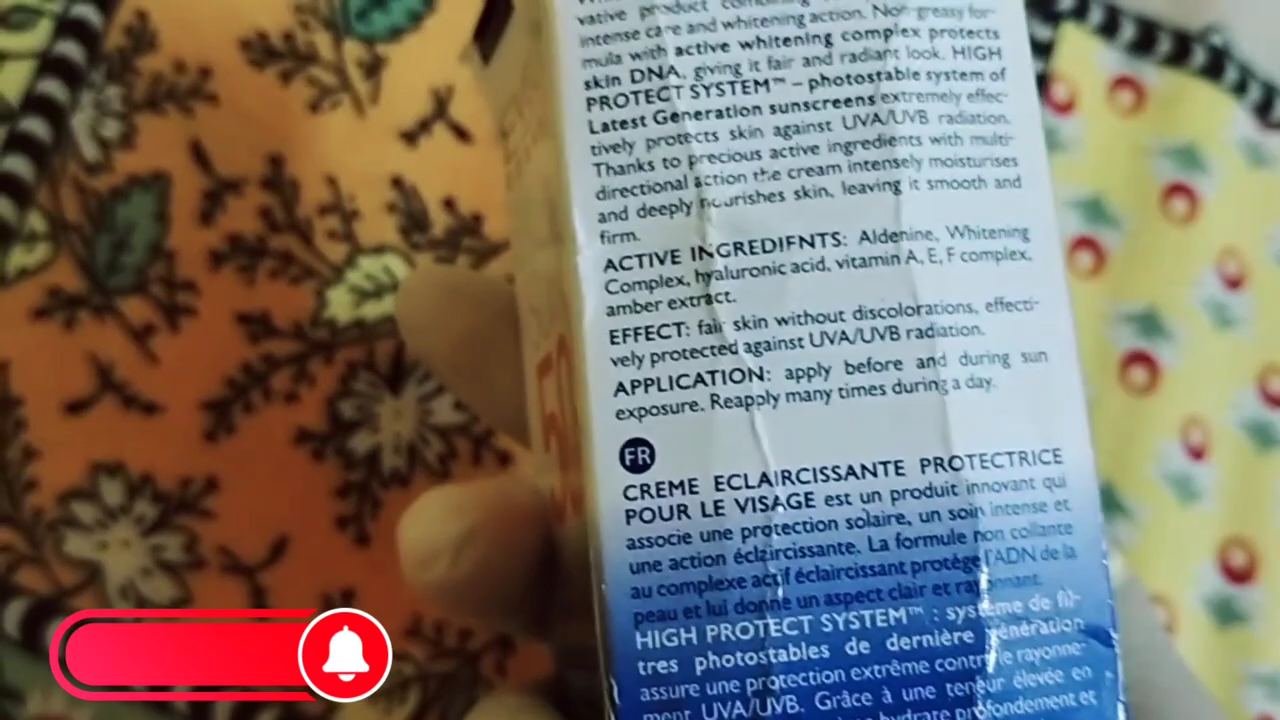 vative product
intense care and whitening action. Non-greasy for-
mula with active whitening complex protects
skin DNA, giving it fair and radiant look. HIGH
PROTECT SYSTEM™ – photostable system of
Latest Generation sunscreens extremely effec-
tively protects skin against UVA/UVB radiation.
Thanks to precious active ingredients with multi-
directional action the cream intensely moisturises
and deeply nourishes skin, leaving it smooth and
firm.
ACTIVE INGREDIENTS: Aldenine, Whitening
Complex, hyaluronic acid, vitamin A, E, F complex,
amber extract.
EFFECT: fair skin without discolorations, effecti-
vely protected against UVA/UVB radiation.
APPLICATION: apply before and during sun
exposure. Reapply many times during a day.
50
FR
CREME ECLAIRCISSANTE PROTECTRICE
POUR LE VISAGE est un produit innovant qui
associe une protection solaire, un soin intense et
une action éclaircissante. La formule non collante
au complexe actif éclaircissant protège l'ADN de la
peau et lui donne un aspect clair et rayonnant.
HIGH PROTECT SYSTEM™ : système de fil-
tres photostables de dernière génération
assure une protection extrême contre le rayonne-
ment UVA/UVB. Grâce à une teneur élevée en
hydrate profondement et